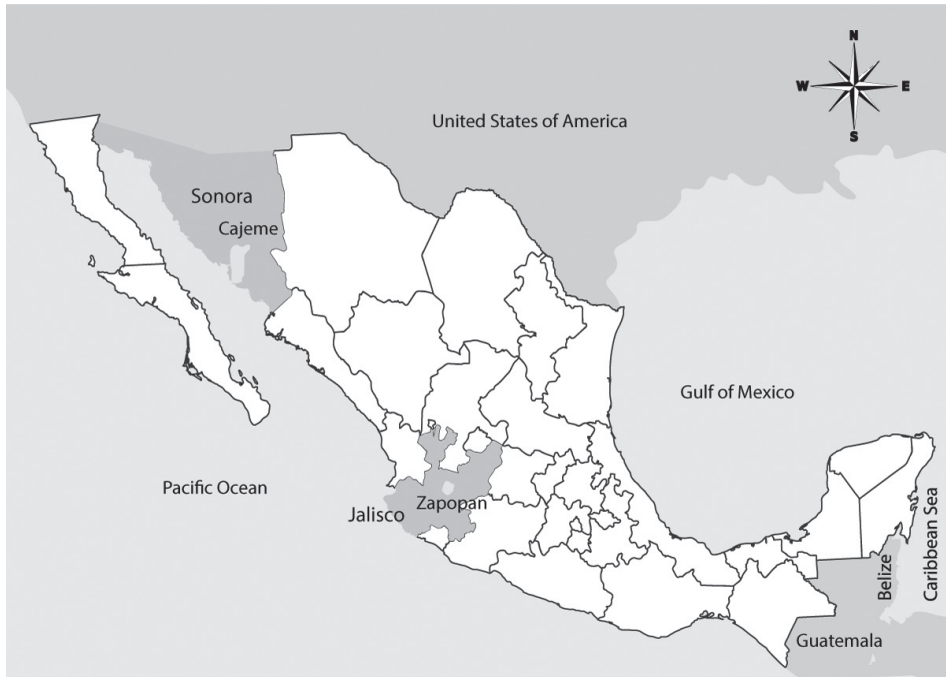 N
W E
S
United States of America
Sonora
Cajeme
Gulf of Mexico
Pacific Ocean
Jalisco
Zapopan
Belize
Caribbean Sea
Guatemala